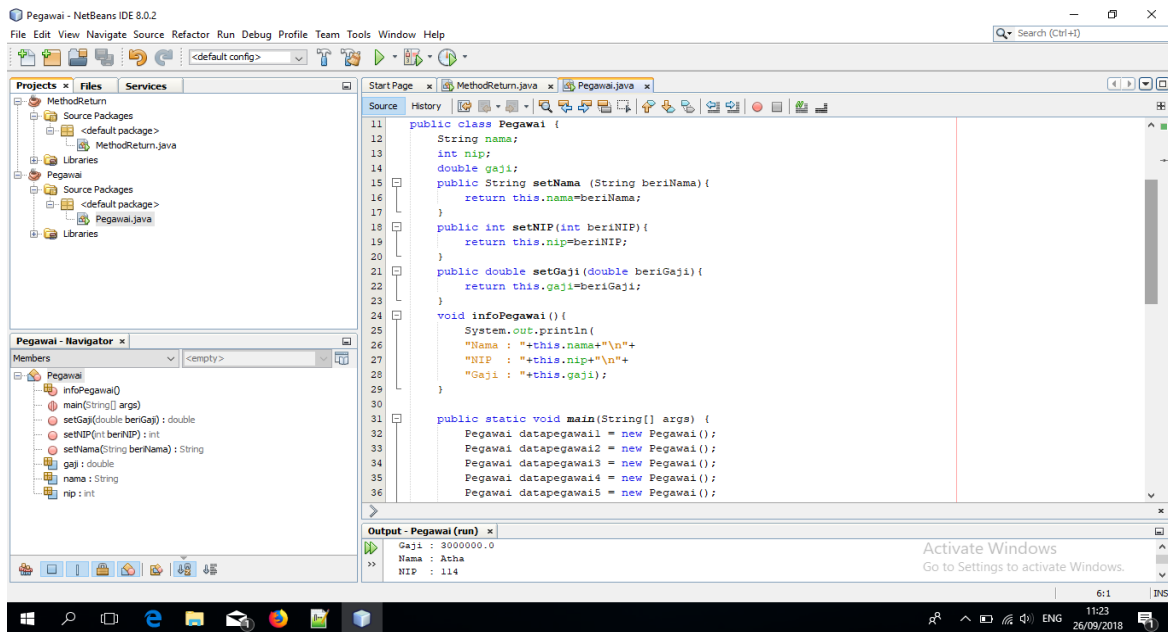 Pegawai - NetBeans IDE 8.0.2
File Edit View Navigate Source Refactor Run Debug Profile Team Tools Window Help
Search (Ctrl+I)
<default config>
Projects Files Services
MethodReturn
Source Packages
<default package>
MethodReturn.java
Libraries
Pegawai
Source Packages
<default package>
Pegawai.java
Libraries
Pegawai - Navigator
Members <empty>
Pegawai
infoPegawai()
main(String[] args)
setGaji(double beriGaji) : double
setNIP(int beriNIP) : int
setNama(String beriNama) : String
gaji : double
nama : String
nip : int
Start Page MethodReturn.java Pegawai.java
Source History
11 public class Pegawai {
12 String nama;
13 int nip;
14 double gaji;
15 public String setNama (String beriNama){
16 return this.nama=beriNama;
17 }
18 public int setNIP(int beriNIP){
19 return this.nip=beriNIP;
20 }
21 public double setGaji(double beriGaji){
22 return this.gaji=beriGaji;
23 }
24 void infoPegawai(){
25 System.out.println(
26 "Nama : "+this.nama+"\n"+
27 "NIP  : "+this.nip+"\n"+
28 "Gaji : "+this.gaji);
29 }
30
31 public static void main(String[] args) {
32 Pegawai datapegawai1 = new Pegawai();
33 Pegawai datapegawai2 = new Pegawai();
34 Pegawai datapegawai3 = new Pegawai();
35 Pegawai datapegawai4 = new Pegawai();
36 Pegawai datapegawai5 = new Pegawai();
Output - Pegawai (run)
Gaji : 3000000.0
Nama : Atha
NIP  : 114
Activate Windows
Go to Settings to activate Windows.
6:1 INS
ENG
11:23
26/09/2018